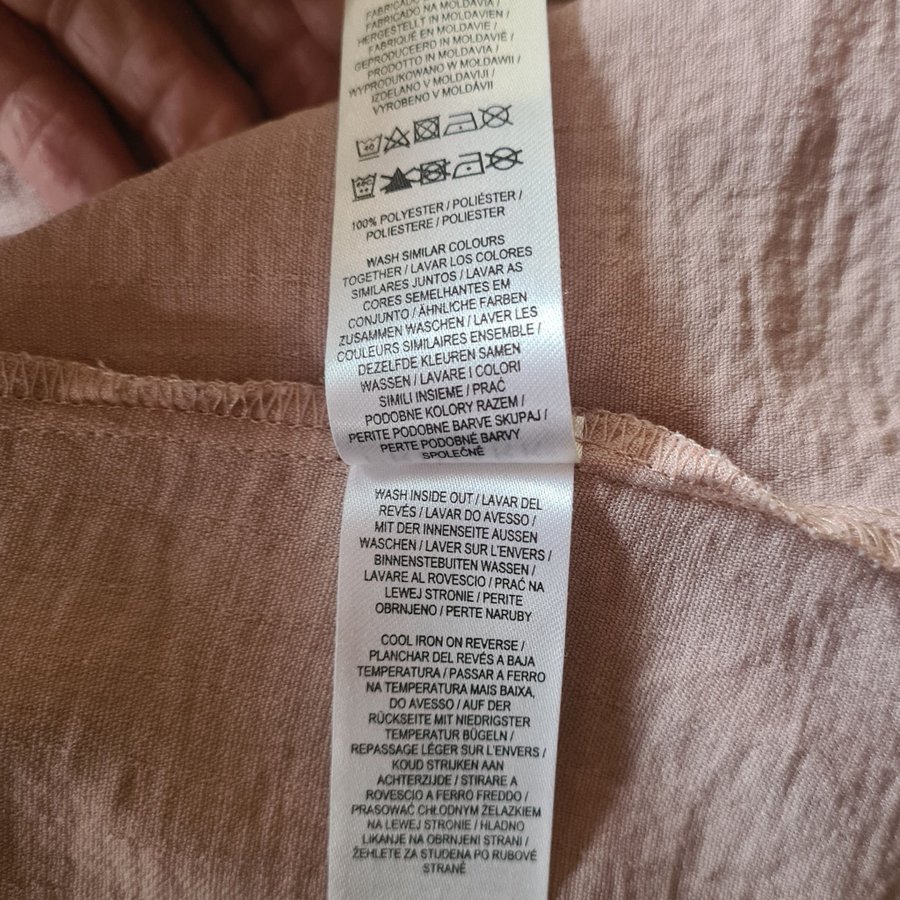 FABRICADO
FABRICADO NA MOLDAVIA /
HERGESTELLT IN MOLDAVIEN /
FABRIQUÉ EN MOLDAVIE /
GEPRODUCEERD IN MOLDAVIË /
PRODOTTO IN MOLDAVIA /
WYPRODUKOWANO W MOLDAWII /
IZDELANO V MOLDAVIJI /
VYROBENO V MOLDÁVII
40
100% POLYESTER / POLIÉSTER /
POLIESTERE / POLIESTER
WASH SIMILAR COLOURS
TOGETHER / LAVAR LOS COLORES
SIMILARES JUNTOS / LAVAR AS
CORES SEMELHANTES EM
CONJUNTO / ÄHNLICHE FARBEN
ZUSAMMEN WASCHEN / LAVER LES
COULEURS SIMILAIRES ENSEMBLE /
DEZELFDE KLEUREN SAMEN
WASSEN / LAVARE I COLORI
SIMILI INSIEME / PRAĆ
PODOBNE KOLORY RAZEM /
PERITE PODOBNE BARVE SKUPAJ /
PERTE PODOBNÉ BARVY
SPOLEČNĚ
WASH INSIDE OUT / LAVAR DEL
REVÉS / LAVAR DO AVESSO /
MIT DER INNENSEITE AUSSEN
WASCHEN / LAVER SUR L'ENVERS /
BINNENSTEBUITEN WASSEN /
LAVARE AL ROVESCIO / PRAĆ NA
LEWEJ STRONIE / PERITE
OBRNJENO / PERTE NARUBY
COOL IRON ON REVERSE /
PLANCHAR DEL REVÉS A BAJA
TEMPERATURA / PASSAR A FERRO
NA TEMPERATURA MAIS BAIXA,
DO AVESSO / AUF DER
RÜCKSEITE MIT NIEDRIGSTER
TEMPERATUR BÜGELN /
REPASSAGE LÉGER SUR L'ENVERS /
KOUD STRIJKEN AAN
ACHTERZIJDE / STIRARE A
ROVESCIO A FERRO FREDDO /
PRASOWAĆ CHŁODNYM ŻELAZKIEM
NA LEWEJ STRONIE / HLADNO
LIKANJE NA OBRNJENI STRANI /
ŽEHLETE ZA STUDENA PO RUBOVÉ
STRANĚ